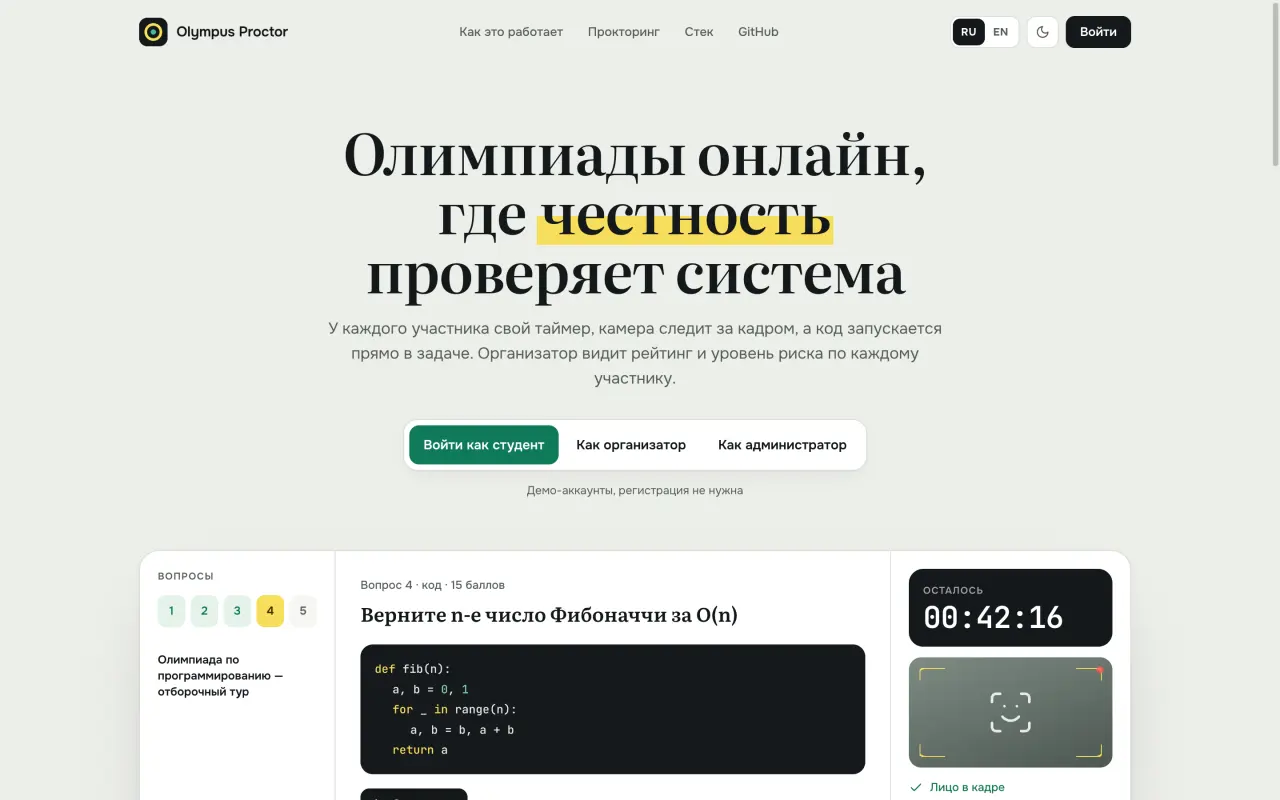 Olympus Proctor
Как это работает
Прокторинг
Стек
GitHub
RU
EN
Войти
Олимпиады онлайн,
где честность
проверяет система
У каждого участника свой таймер, камера следит за кадром, а код запускается
прямо в задаче. Организатор видит рейтинг и уровень риска по каждому
участнику.
Войти как студент
Как организатор
Как администратор
Демо-аккаунты, регистрация не нужна
ВОПРОСЫ
1 2 3 4 5
Олимпиада по
программированию —
отборочный тур
Вопрос 4 · код · 15 баллов
Верните n-е число Фибоначчи за O(n)
def fib(n):
a, b = 0, 1
for _ in range(n):
a, b = b, a + b
return a
ОСТАЛОСЬ
00:42:16
Лицо в кадре